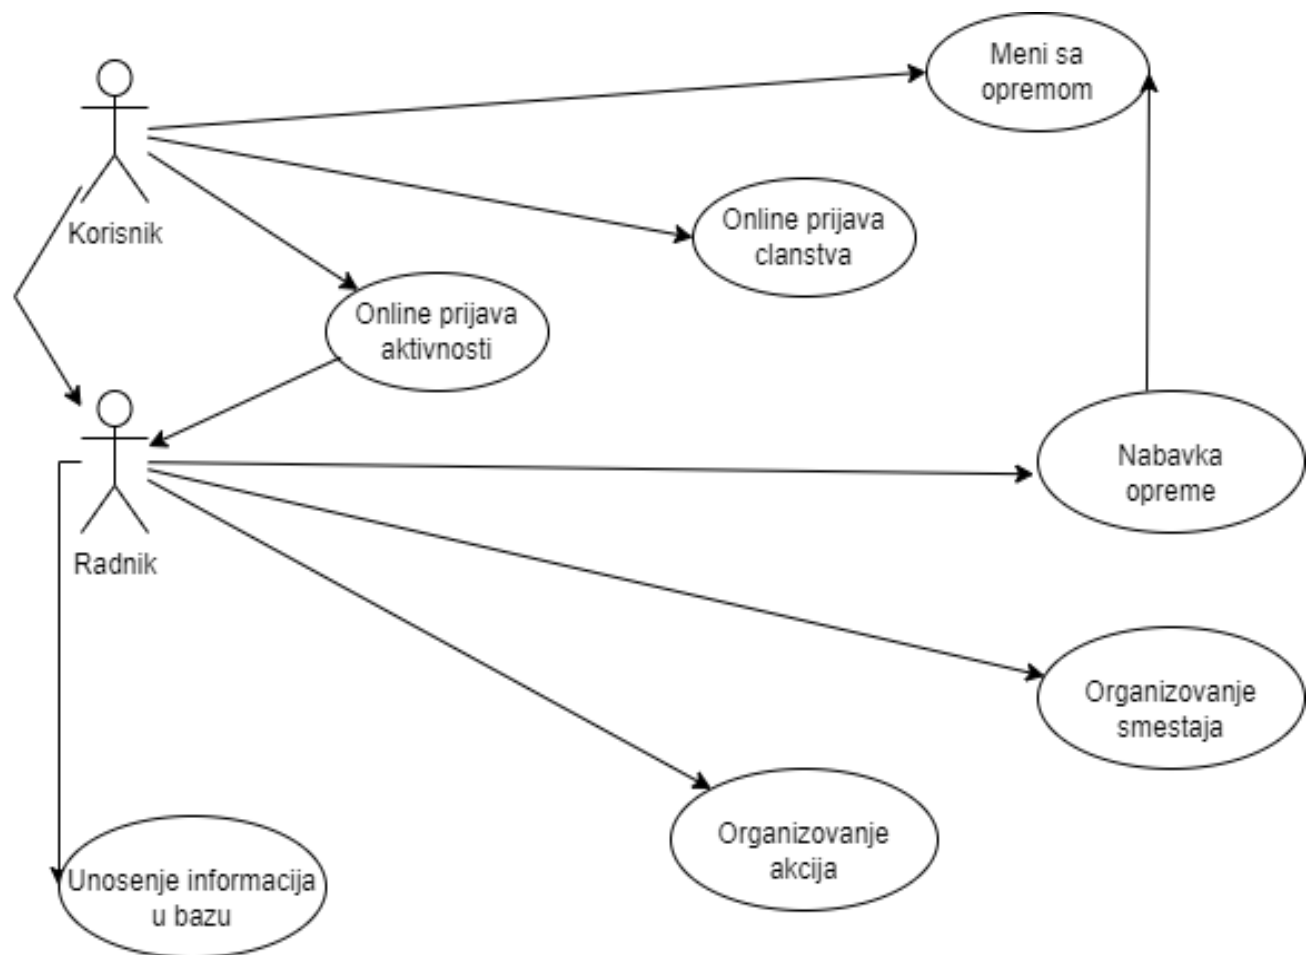 Meni sa
opremom
Korisnik
Online prijava
clanstva
Online prijava
aktivnosti
Radnik
Nabavka
opreme
Organizovanje
smestaja
Organizovanje
akcija
Unosenje informacija
u bazu